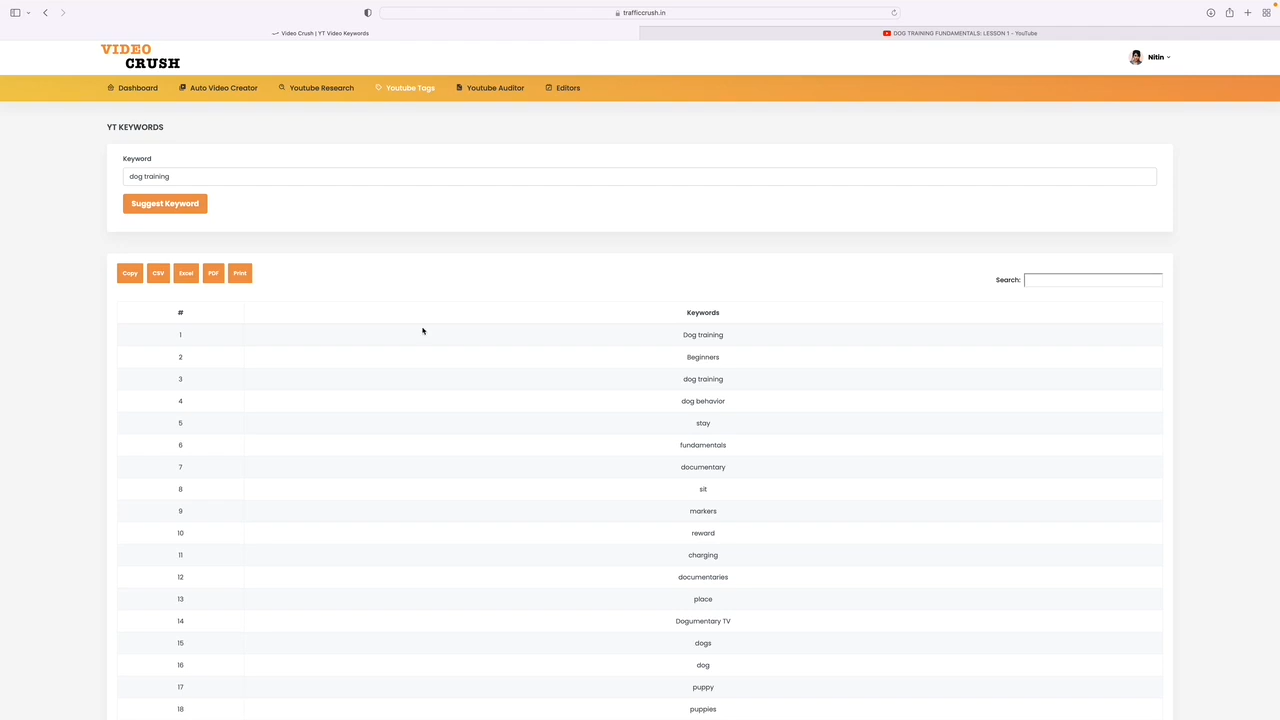 trafficcrush.in
Video Crush | YT Video Keywords
DOG TRAINING FUNDAMENTALS: LESSON 1 - YouTube
VIDEO
CRUSH
Nitin
Dashboard
Auto Video Creator
Youtube Research
Youtube Tags
Youtube Auditor
Editors
YT KEYWORDS
Keyword
dog training
Suggest Keyword
Copy
CSV
Excel
PDF
Print
Search:
# Keywords
1 Dog training
2 Beginners
3 dog training
4 dog behavior
5 stay
6 fundamentals
7 documentary
8 sit
9 markers
10 reward
11 charging
12 documentaries
13 place
14 Dogumentary TV
15 dogs
16 dog
17 puppy
18 puppies